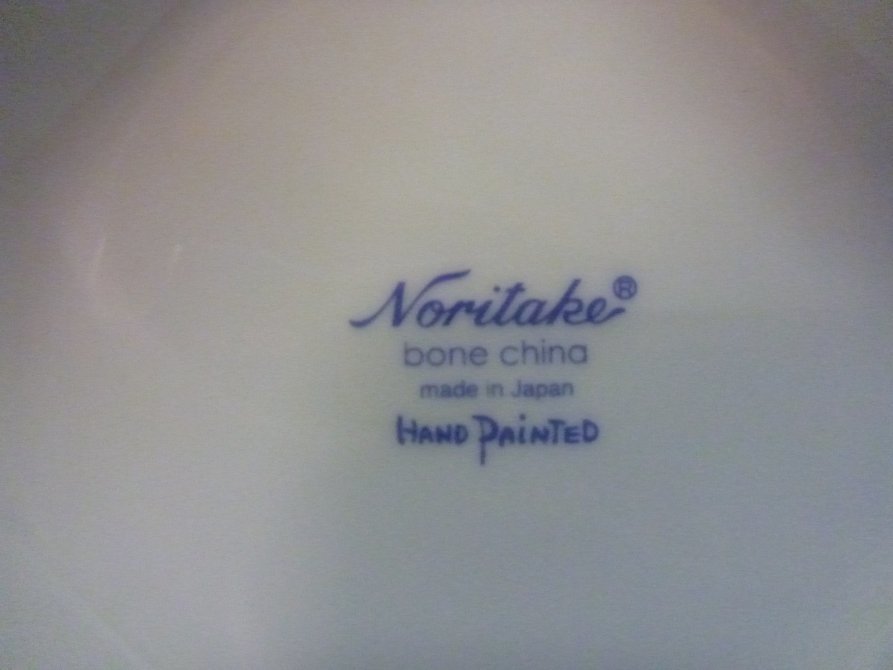 Noritake®
bone china
made in Japan
HAND PAINTED